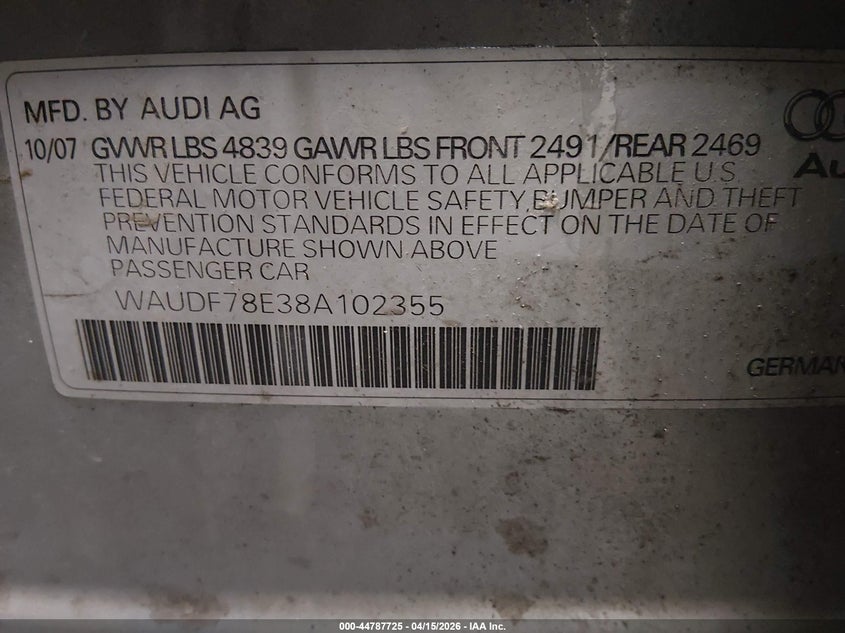 MFD. BY AUDI AG
10/07 GVWR LBS 4839 GAWR LBS FRONT 2491/REAR 2469
THIS VEHICLE CONFORMS TO ALL APPLICABLE U.S.
FEDERAL MOTOR VEHICLE SAFETY, BUMPER AND THEFT
PREVENTION STANDARDS IN EFFECT ON THE DATE OF
MANUFACTURE SHOWN ABOVE
PASSENGER CAR
WAUDF78E38A102355
Au
GERMAN
000-44787725 - 04/15/2026 - IAA Inc.